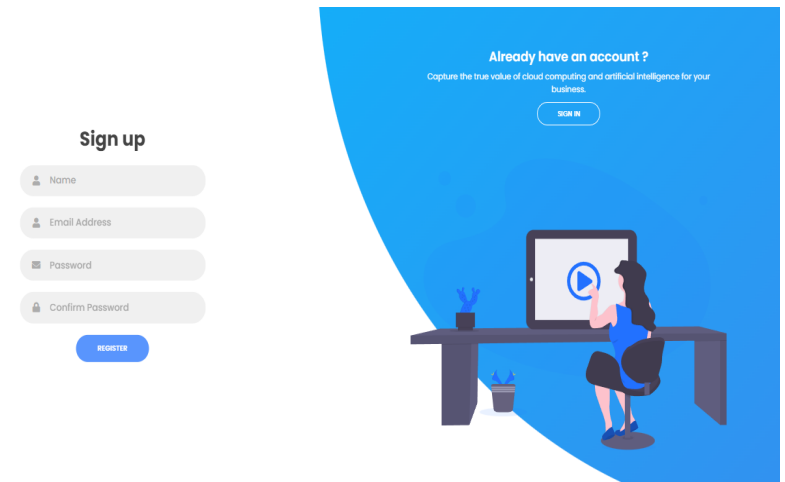 Sign up
Name
Email Address
Password
Confirm Password
REGISTER
Already have an account ?
Capture the true value of cloud computing and artificial intelligence for your
business.
SIGN IN